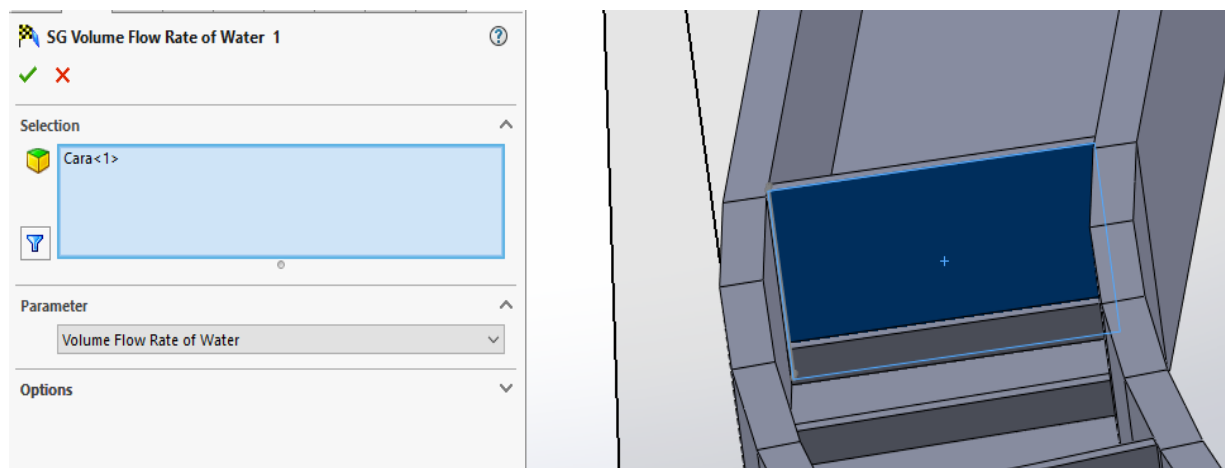 SG Volume Flow Rate of Water 1
Selection
Cara<1>
Parameter
Volume Flow Rate of Water
Options